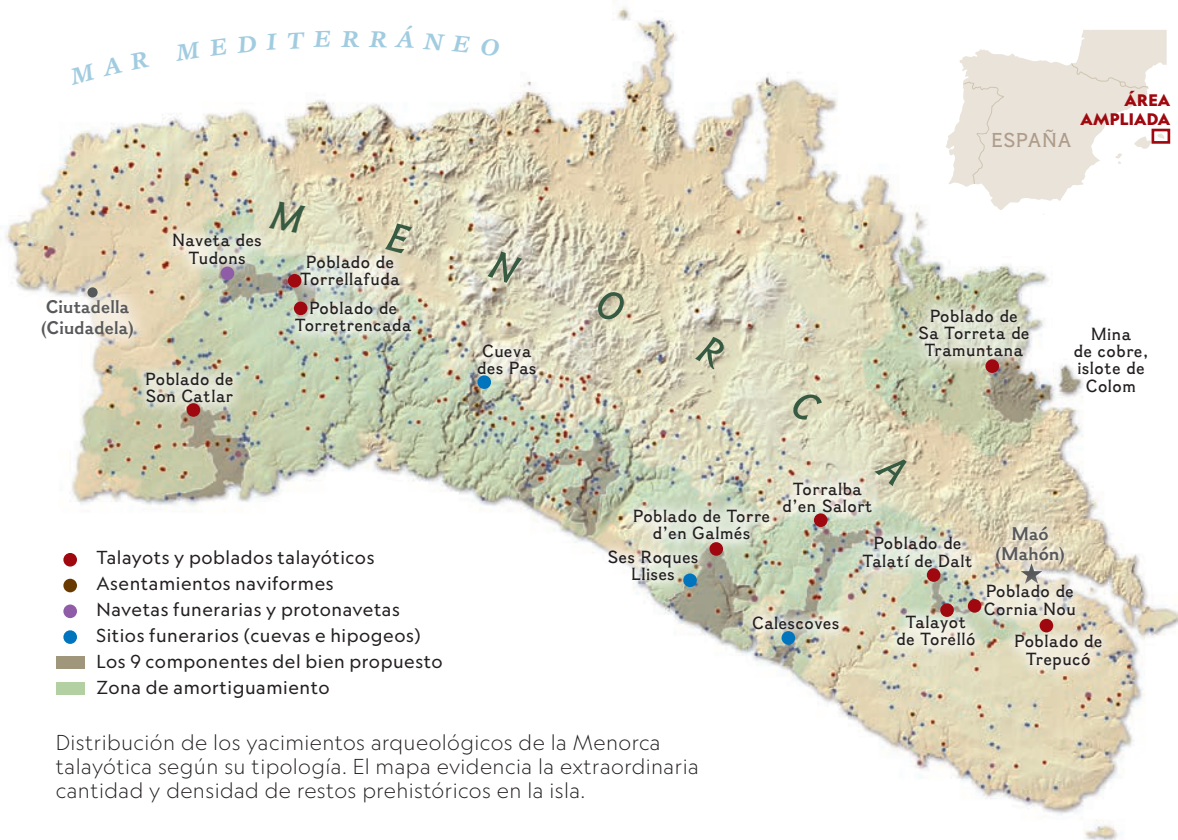 MAR MEDITERRÁNEO
ÁREA
AMPLIADA
ESPAÑA
MENORCA
Naveta des
Tudons
Poblado de
Torrellafuda
Poblado de
Torretrencada
Ciutadella
(Ciudadela)
Poblado de
Son Catlar
Cueva
des Pas
Poblado de
Sa Torreta de
Tramuntana
Mina
de cobre,
islote de
Colom
Torralba
d'en Salort
Poblado de Torre
d'en Galmés
Ses Roques
Llises
Calescoves
Poblado de
Talatí de Dalt
Maó
(Mahón)
Poblado de
Cornia Nou
Talayot
de Torelló
Poblado de
Trepucó
Talayots y poblados talayóticos
Asentamientos naviformes
Navetas funerarias y protonavetas
Sitios funerarios (cuevas e hipogeos)
Los 9 componentes del bien propuesto
Zona de amortiguamiento
Distribución de los yacimientos arqueológicos de la Menorca
talayótica según su tipología. El mapa evidencia la extraordinaria
cantidad y densidad de restos prehistóricos en la isla.